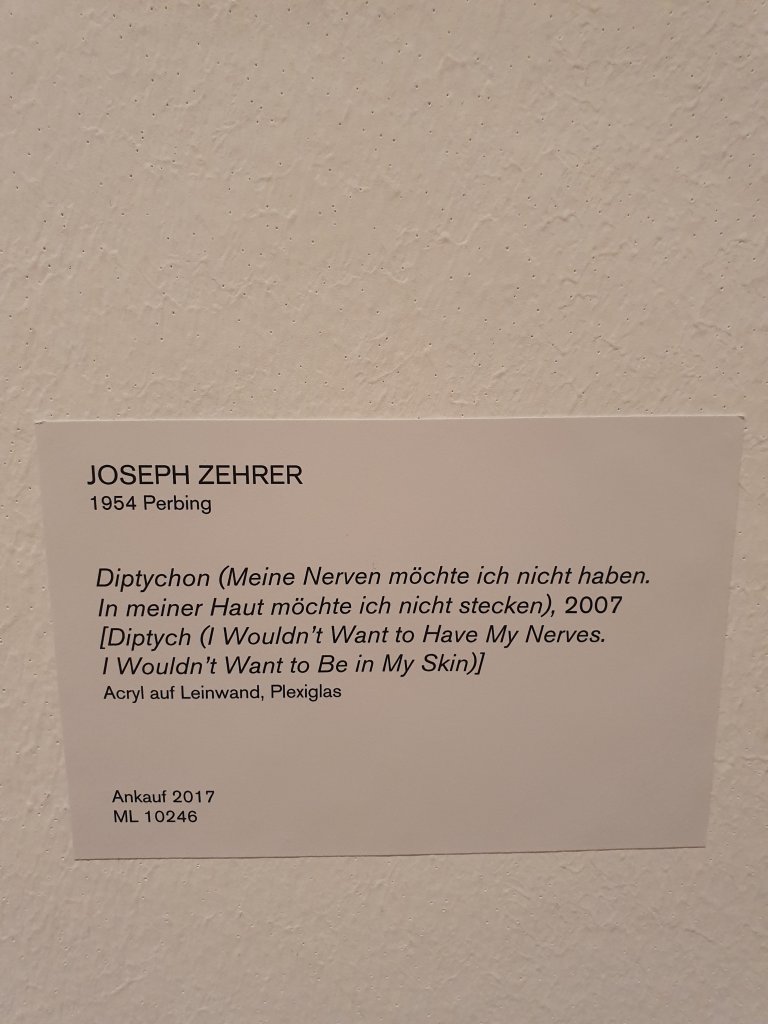 JOSEPH ZEHRER
1954 Perbing
Diptychon (Meine Nerven möchte ich nicht haben.
In meiner Haut möchte ich nicht stecken), 2007
[Diptych (I Wouldn't Want to Have My Nerves.
I Wouldn't Want to Be in My Skin)]
Acryl auf Leinwand, Plexiglas
Ankauf 2017
ML 10246